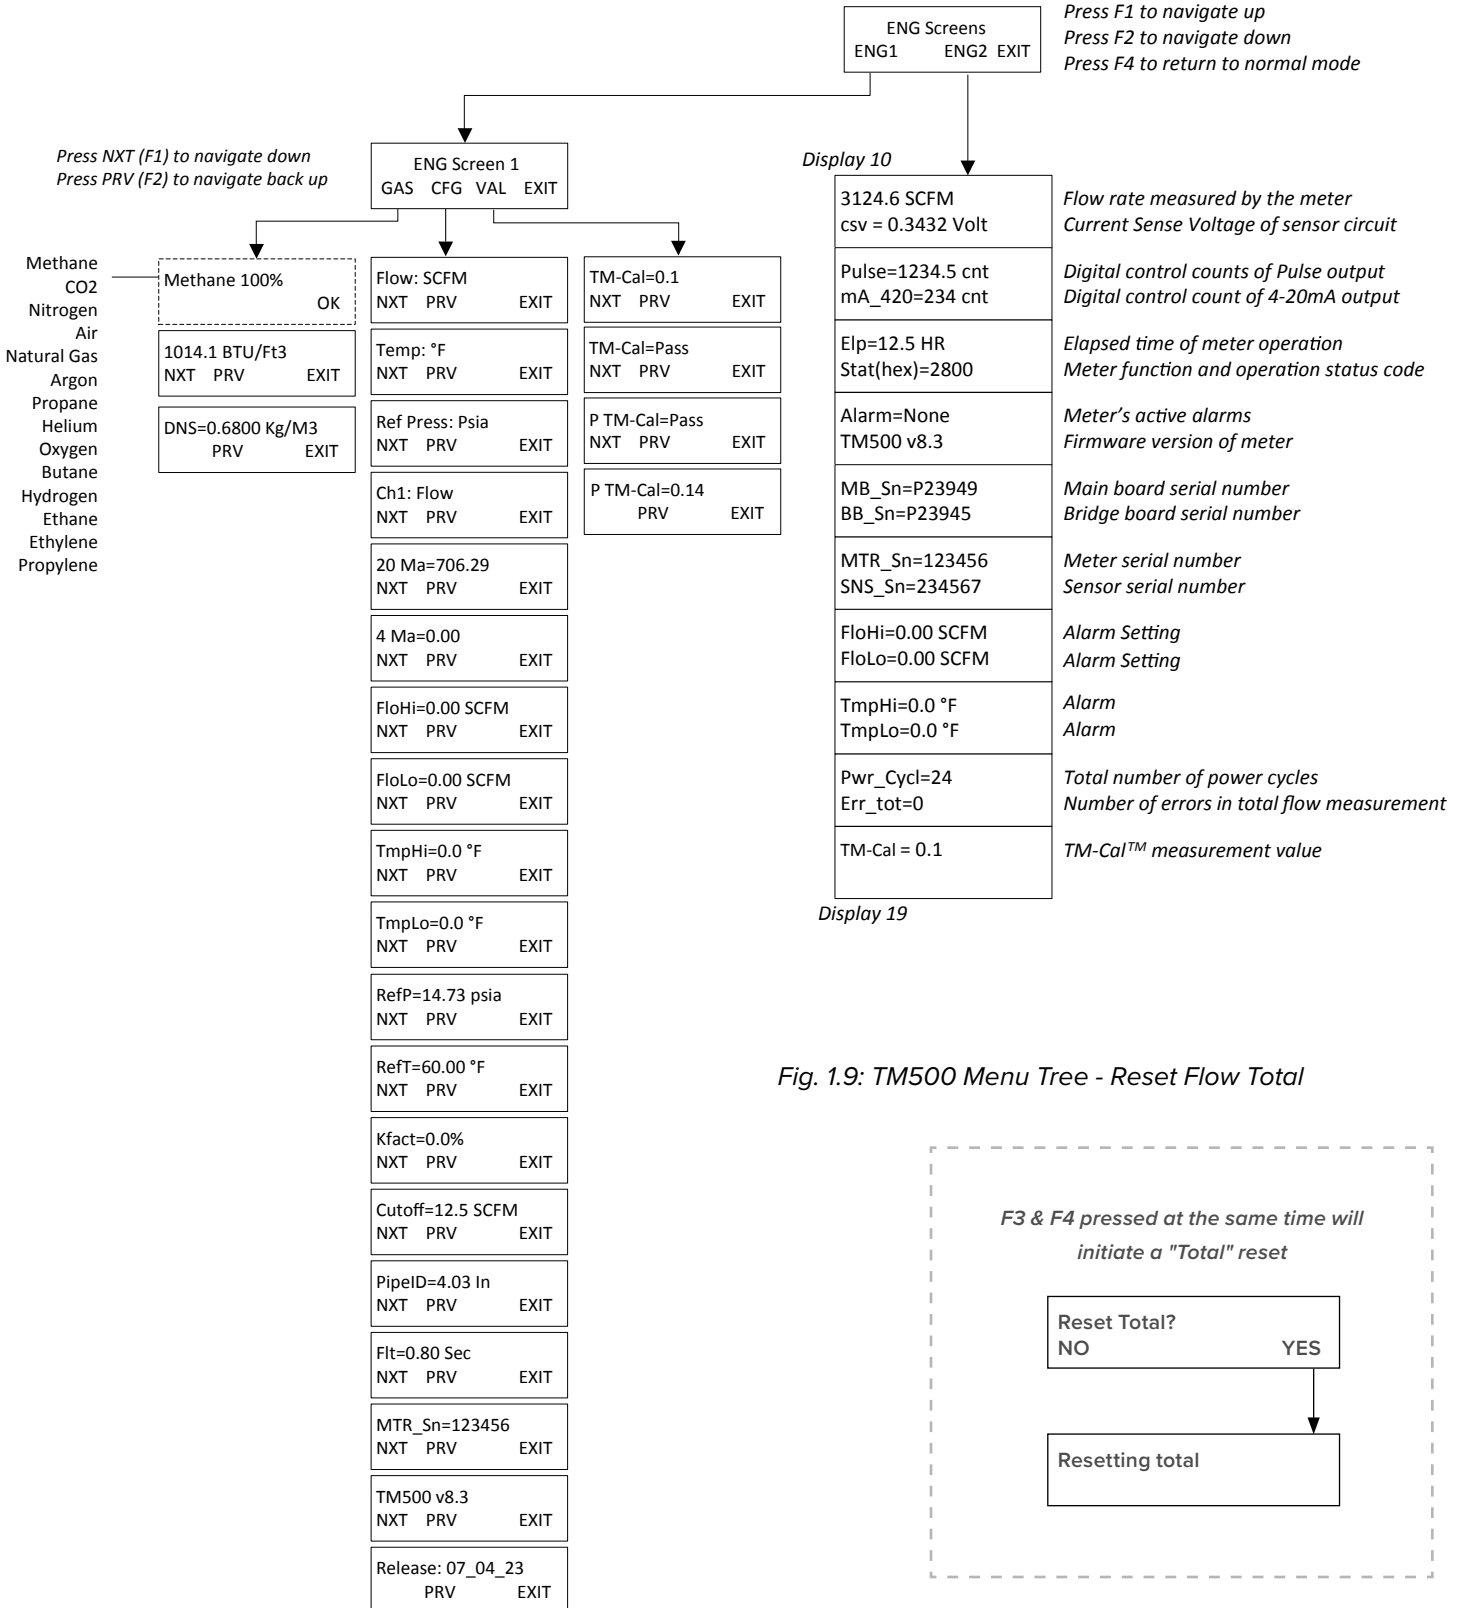 ENG Screens
ENG1 ENG2 EXIT
Press F1 to navigate up
Press F2 to navigate down
Press F4 to return to normal mode
Press NXT (F1) to navigate down
Press PRV (F2) to navigate back up
ENG Screen 1
GAS CFG VAL EXIT
Methane
CO2
Nitrogen
Air
Natural Gas
Argon
Propane
Helium
Oxygen
Butane
Hydrogen
Ethane
Ethylene
Propylene
Methane 100%
OK
1014.1 BTU/Ft3
NXT PRV EXIT
DNS=0.6800 Kg/M3
PRV EXIT
Flow: SCFM
NXT PRV EXIT
Temp: °F
NXT PRV EXIT
Ref Press: Psia
NXT PRV EXIT
Ch1: Flow
NXT PRV EXIT
20 Ma=706.29
NXT PRV EXIT
4 Ma=0.00
NXT PRV EXIT
FloHi=0.00 SCFM
NXT PRV EXIT
FloLo=0.00 SCFM
NXT PRV EXIT
TmpHi=0.0 °F
NXT PRV EXIT
TmpLo=0.0 °F
NXT PRV EXIT
RefP=14.73 psia
NXT PRV EXIT
RefT=60.00 °F
NXT PRV EXIT
Kfact=0.0%
NXT PRV EXIT
Cutoff=12.5 SCFM
NXT PRV EXIT
PipeID=4.03 In
NXT PRV EXIT
Flt=0.80 Sec
NXT PRV EXIT
MTR_Sn=123456
NXT PRV EXIT
TM500 v8.3
NXT PRV EXIT
Release: 07_04_23
PRV EXIT
TM-Cal=0.1
NXT PRV EXIT
TM-Cal=Pass
NXT PRV EXIT
P TM-Cal=Pass
NXT PRV EXIT
P TM-Cal=0.14
PRV EXIT
Display 10
3124.6 SCFM Flow rate measured by the meter
csv = 0.3432 Volt Current Sense Voltage of sensor circuit
Pulse=1234.5 cnt Digital control counts of Pulse output
mA_420=234 cnt Digital control count of 4-20mA output
Elp=12.5 HR Elapsed time of meter operation
Stat(hex)=2800 Meter function and operation status code
Alarm=None Meter's active alarms
TM500 v8.3 Firmware version of meter
MB_Sn=P23949 Main board serial number
BB_Sn=P23945 Bridge board serial number
MTR_Sn=123456 Meter serial number
SNS_Sn=234567 Sensor serial number
FloHi=0.00 SCFM Alarm Setting
FloLo=0.00 SCFM Alarm Setting
TmpHi=0.0 °F Alarm
TmpLo=0.0 °F Alarm
Pwr_Cycl=24 Total number of power cycles
Err_tot=0 Number of errors in total flow measurement
TM-Cal = 0.1 TM-Cal™ measurement value
Display 19
Fig. 1.9: TM500 Menu Tree - Reset Flow Total
F3 & F4 pressed at the same time will
initiate a "Total" reset
Reset Total?
NO YES
Resetting total